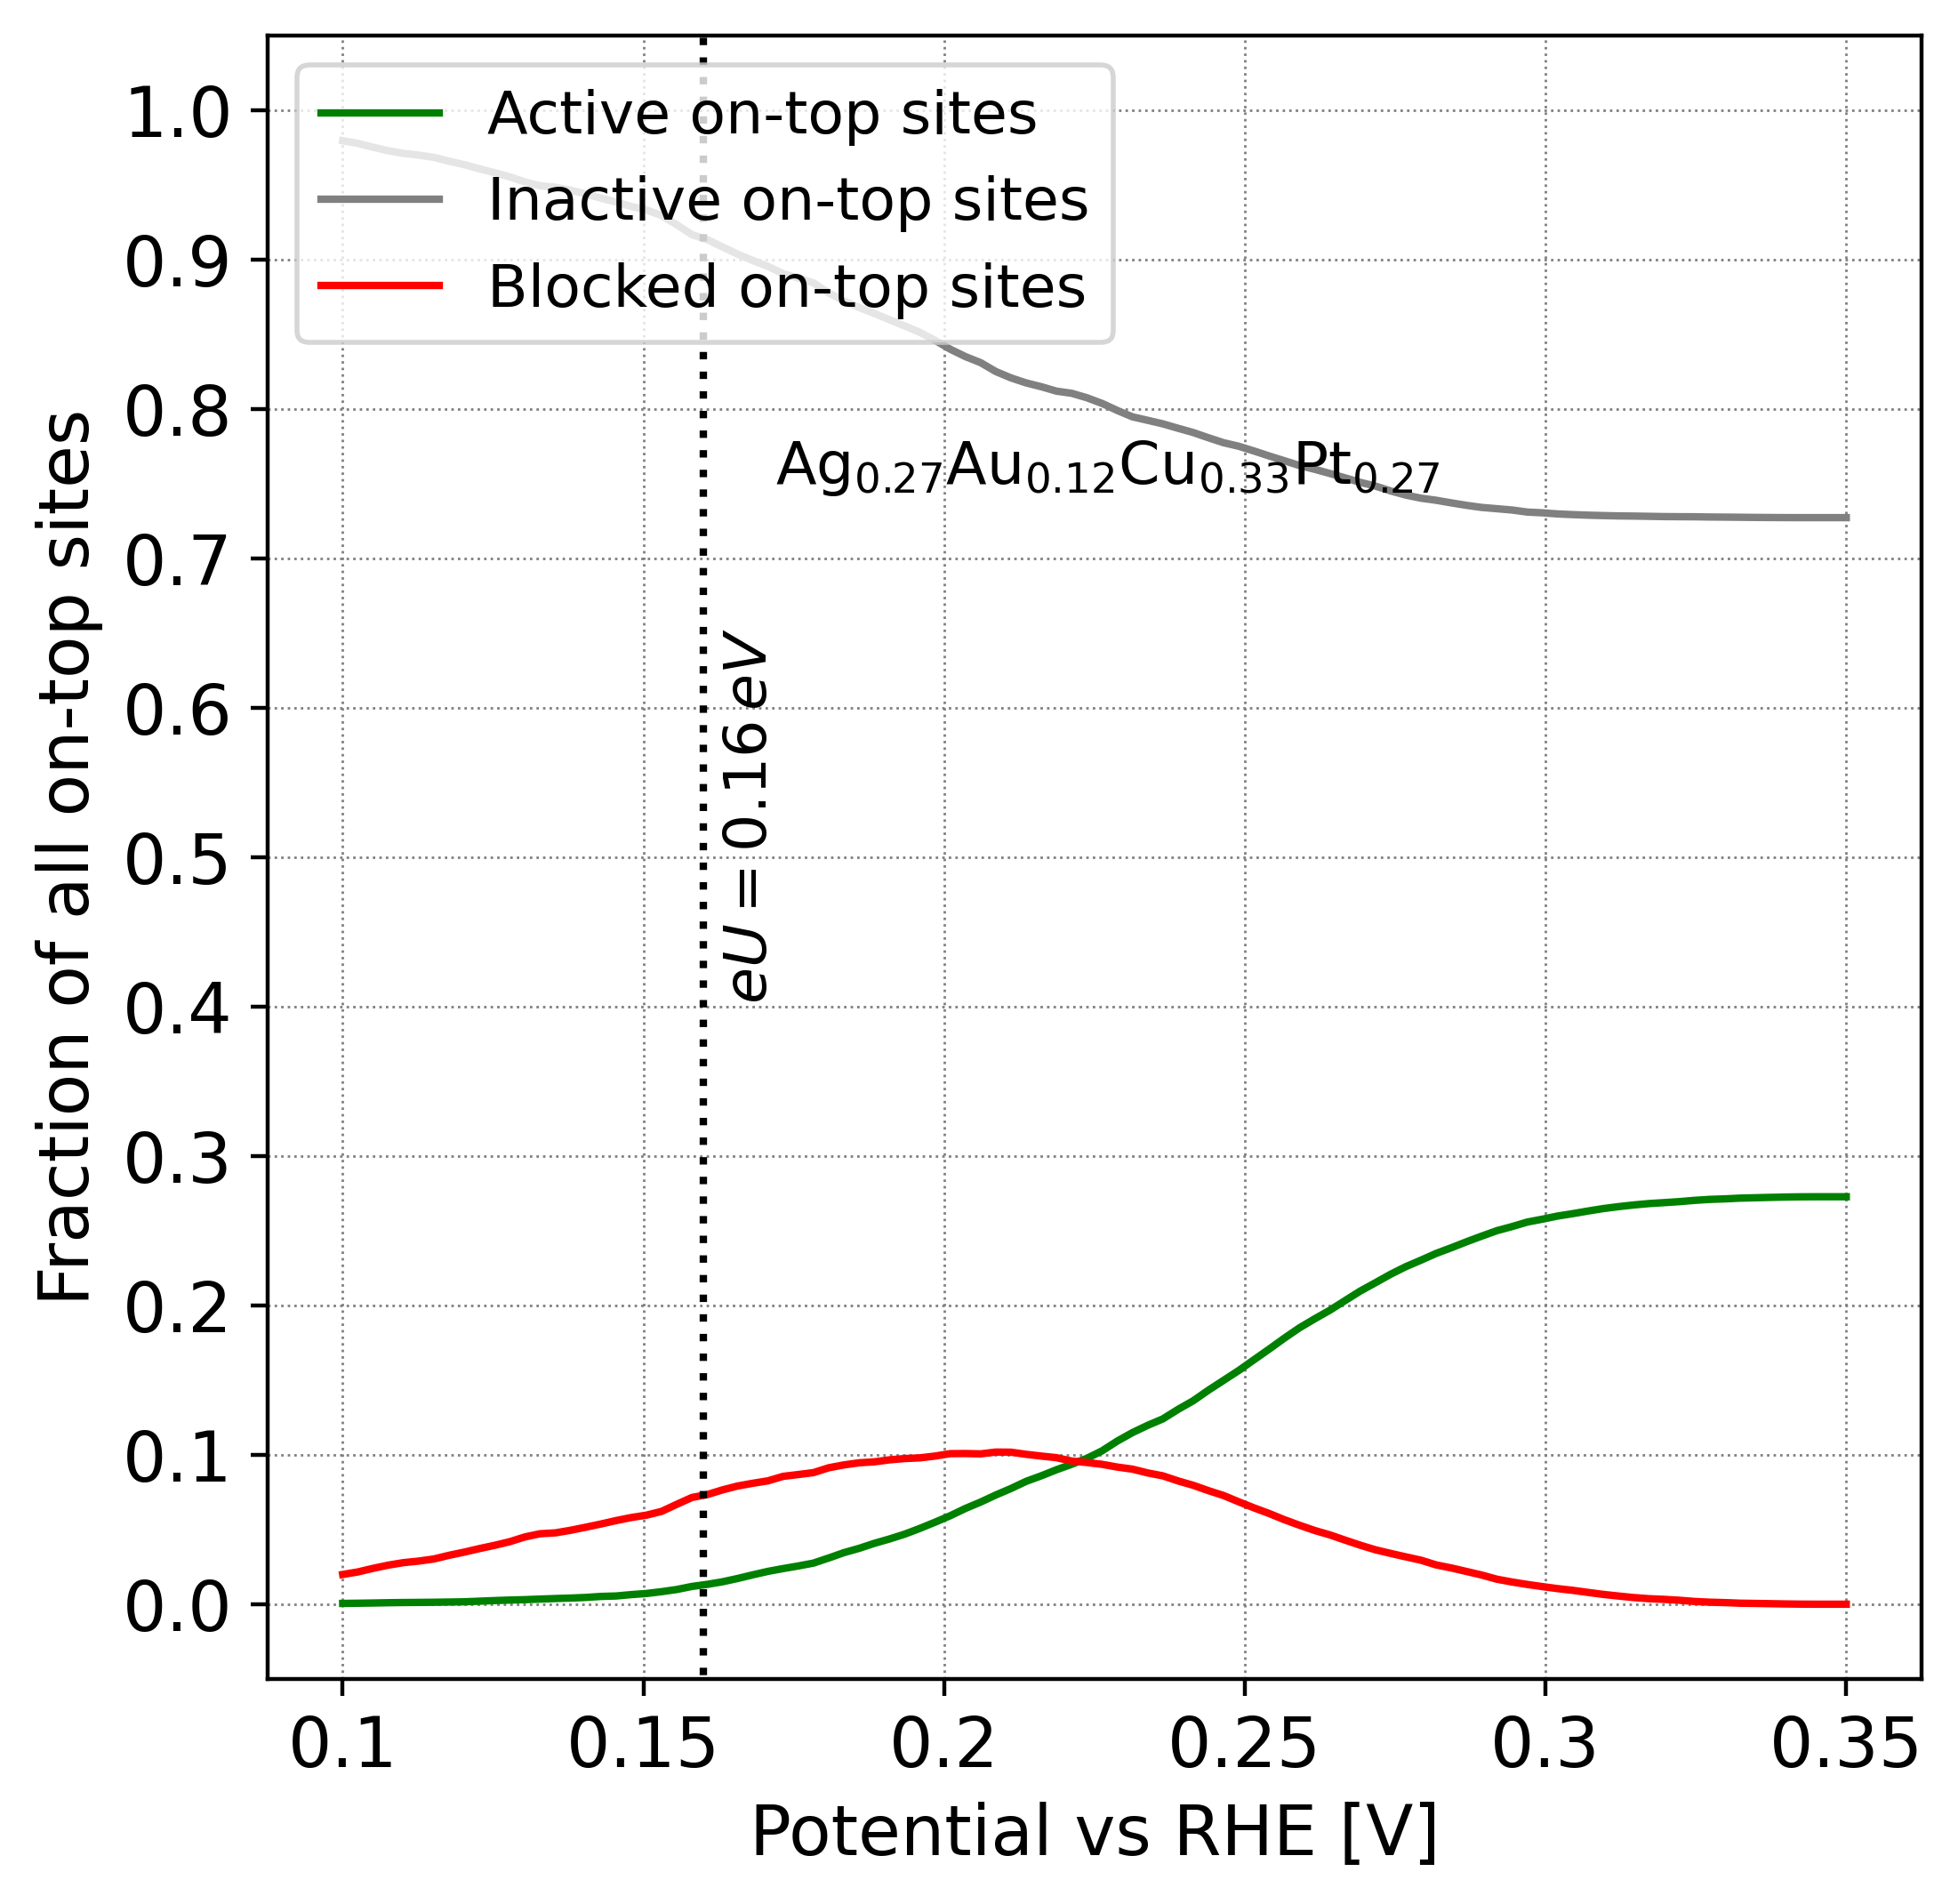 Active on-top sites
Inactive on-top sites
Blocked on-top sites
Ag0.27Au0.12Cu0.33Pt0.27
eU = 0.16 eV
Fraction of all on-top sites
1.0
0.9
0.8
0.7
0.6
0.5
0.4
0.3
0.2
0.1
0.0
0.1 0.15 0.2 0.25 0.3 0.35
Potential vs RHE [V]